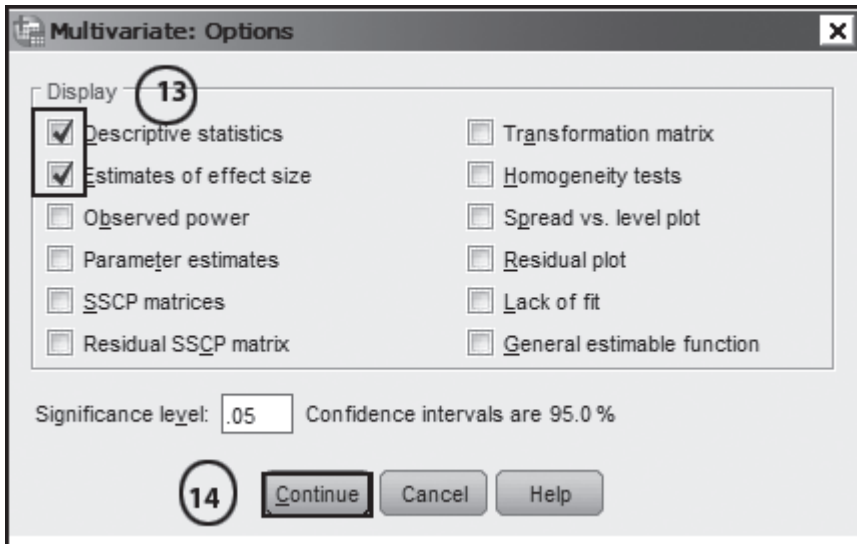 Multivariate: Options
Display 13
Descriptive statistics
Transformation matrix
Estimates of effect size
Homogeneity tests
Observed power
Spread vs. level plot
Parameter estimates
Residual plot
SSCP matrices
Lack of fit
Residual SSCP matrix
General estimable function
Significance level: .05 Confidence intervals are 95.0 %
14 Continue Cancel Help